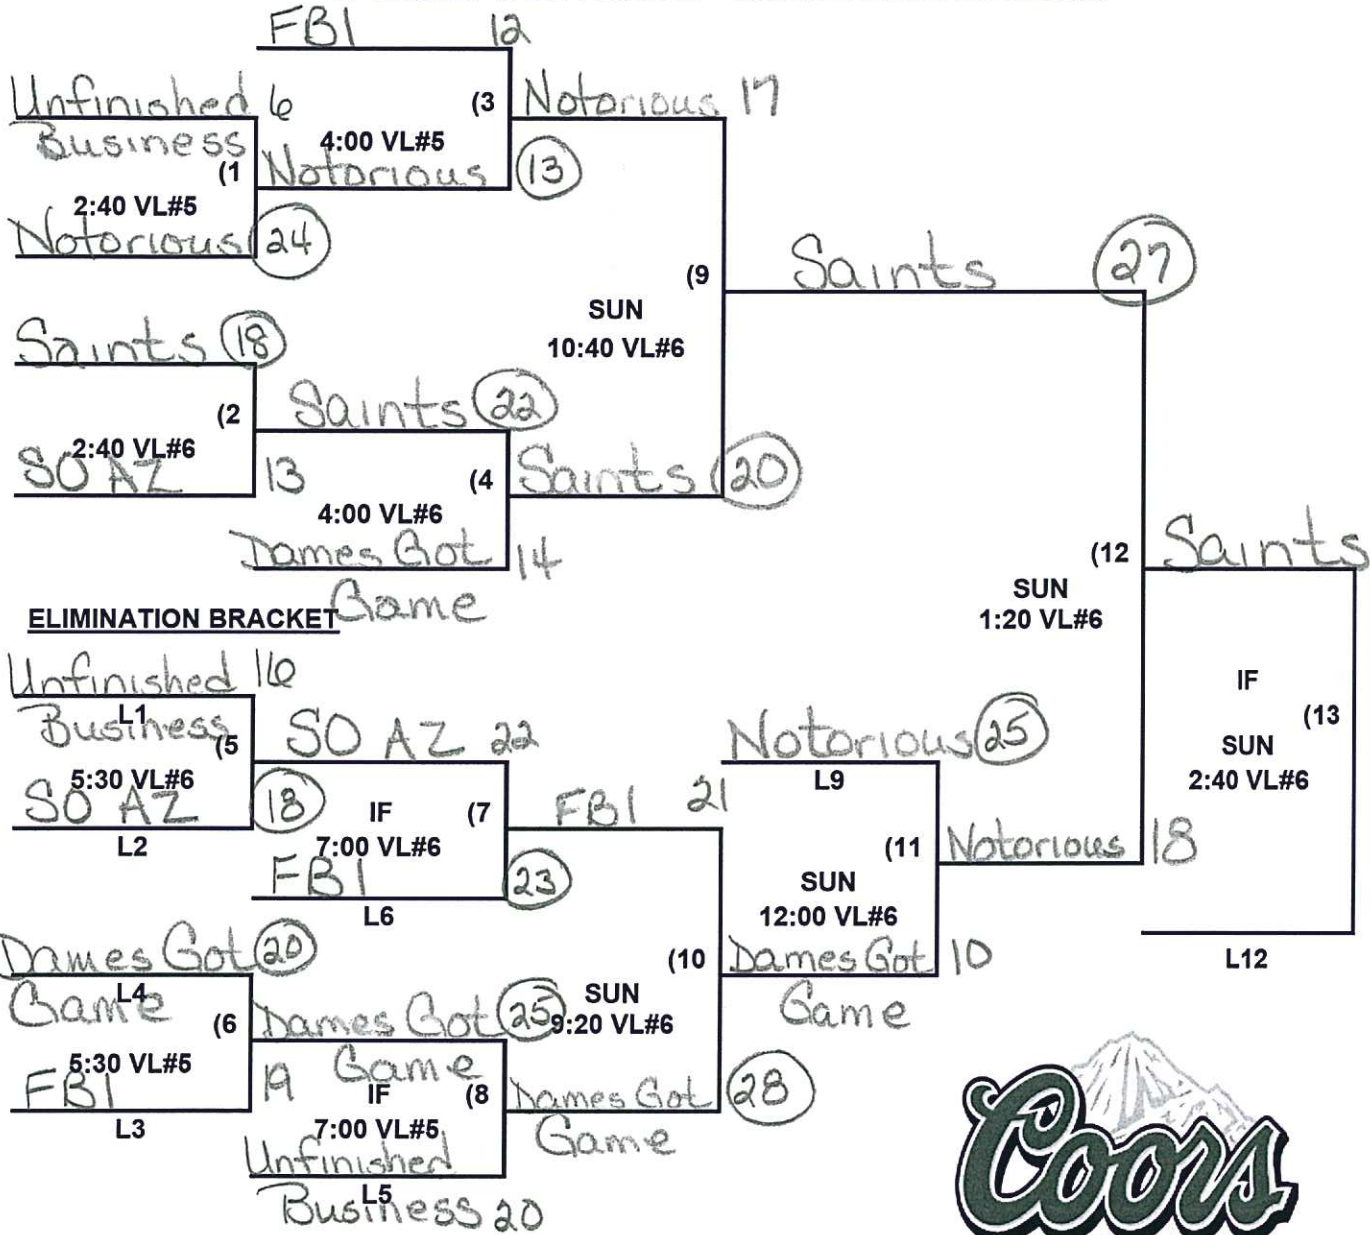 FBI 12
Unfinished 6
Business
(3
Notorious 17
4:00 VL#5
(1
Notorious 13
2:40 VL#5
Notorious 24
Saints 27
(9
SUN
10:40 VL#6
Saints 18
(2
Saints 22
2:40 VL#6
SO AZ 13
(4
Saints 20
4:00 VL#6
Dames Got 14
Game
(12
Saints
SUN
1:20 VL#6
ELIMINATION BRACKET
Unfinished 16
L1
Business
(5
SO AZ 22
5:30 VL#6
SO AZ 18
L2
IF
(7
7:00 VL#6
FBI 23
L6
FBI 21
Notorious 25
L9
IF
(13
SUN
2:40 VL#6
(11
Notorious 18
SUN
12:00 VL#6
Dames Got 20
L4
Game
(6
5:30 VL#5
FBI 19
L3
Dames Got 25
Game
IF
(8
7:00 VL#5
Unfinished
L5
Business 20
(10
SUN
9:20 VL#6
Dames Got 10
Game
L12
Dames Got 28
Game
Coors